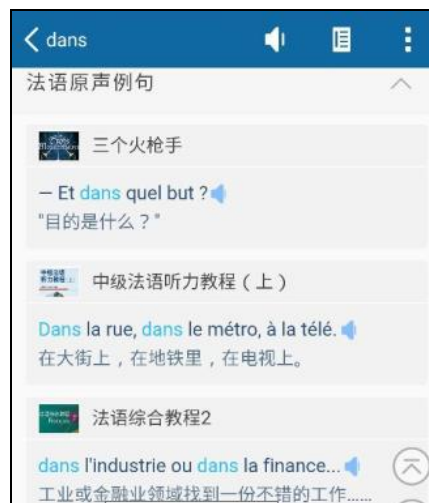 dans
法语原声例句
三个火枪手
– Et dans quel but ?
"目的是什么？"
中级法语听力教程（上）
Dans la rue, dans le métro, à la télé.
在大街上，在地铁里，在电视上。
法语综合教程2
dans l'industrie ou dans la finance...
工业或金融业领域找到一份不错的工作......